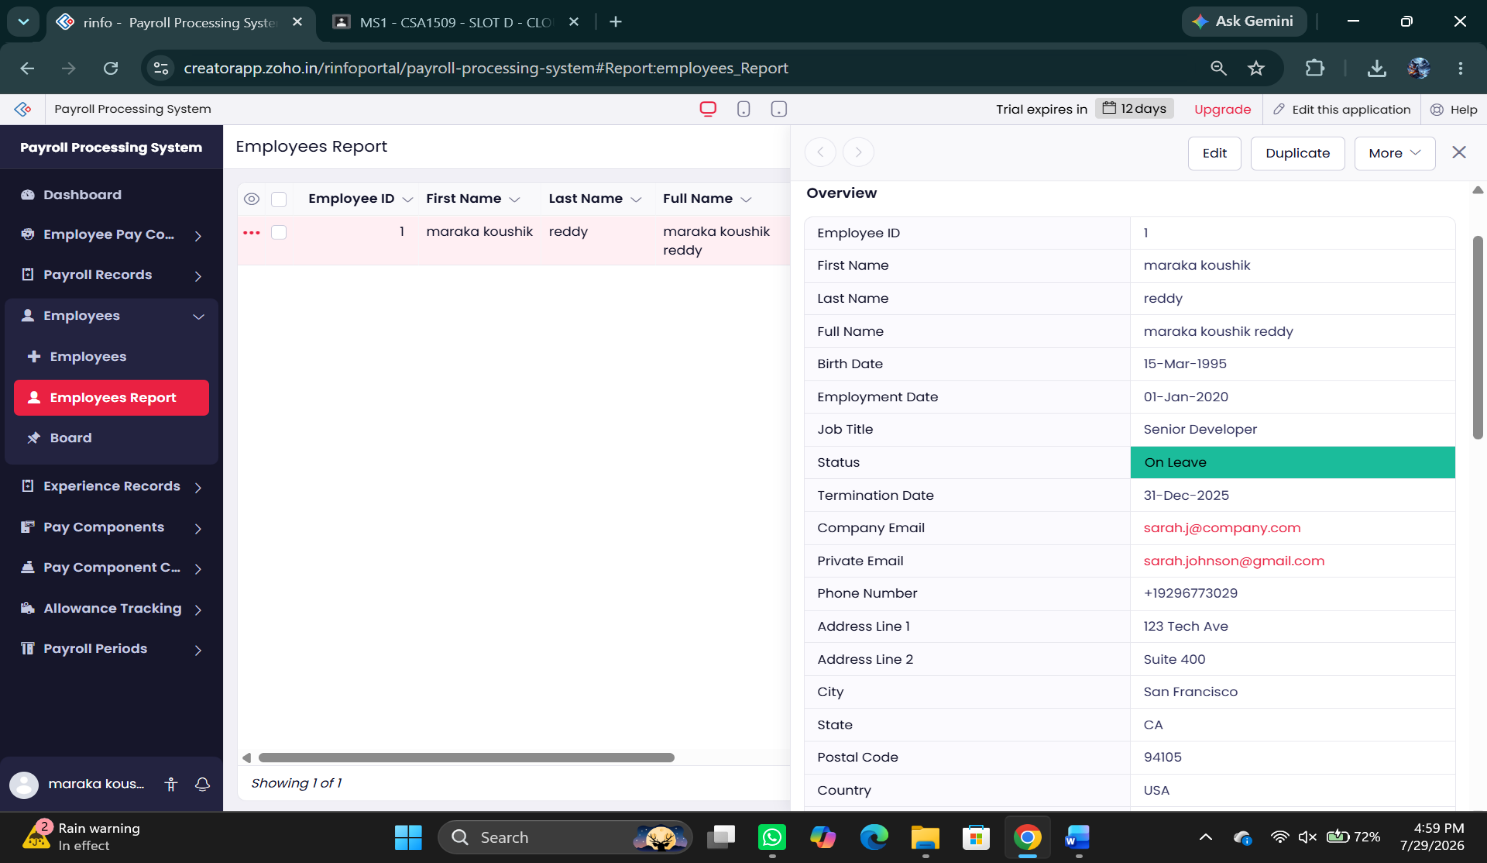 rinfo - Payroll Processing Syste
MS1 - CSA1509 - SLOT D - CLO
Ask Gemini
creatorapp.zoho.in/rinfoportal/payroll-processing-system#Report:employees_Report
Payroll Processing System
Trial expires in 12 days
Upgrade
Edit this application
Help
Payroll Processing System
Dashboard
Employee Pay Co...
Payroll Records
Employees
Employees
Employees Report
Board
Experience Records
Pay Components
Pay Component C...
Allowance Tracking
Payroll Periods
maraka kous...
Employees Report
Employee ID First Name Last Name Full Name
1 maraka koushik reddy maraka koushik
reddy
Showing 1 of 1
Edit Duplicate More
Overview
Employee ID 1
First Name maraka koushik
Last Name reddy
Full Name maraka koushik reddy
Birth Date 15-Mar-1995
Employment Date 01-Jan-2020
Job Title Senior Developer
Status On Leave
Termination Date 31-Dec-2025
Company Email sarah.j@company.com
Private Email sarah.johnson@gmail.com
Phone Number +19296773029
Address Line 1 123 Tech Ave
Address Line 2 Suite 400
City San Francisco
State CA
Postal Code 94105
Country USA
2
Rain warning
In effect
Search
72%
4:59 PM
7/29/2026